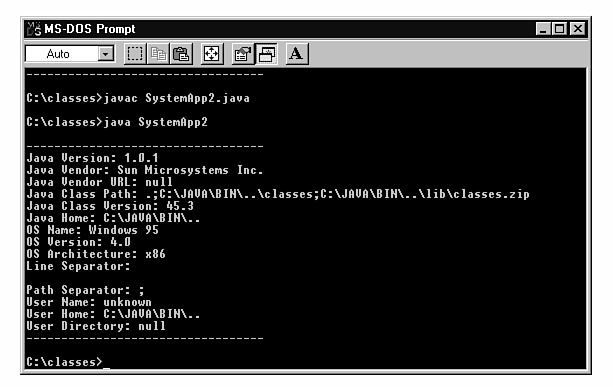 MS-DOS Prompt
Auto
A
----------------------------------
C:\classes>javac SystemApp2.java
C:\classes>java SystemApp2
----------------------------------
Java Version: 1.0.1
Java Vendor: Sun Microsystems Inc.
Java Vendor URL: null
Java Class Path: .;C:\JAVA\BIN\..\classes;C:\JAVA\BIN\..\lib\classes.zip
Java Class Version: 45.3
Java Home: C:\JAVA\BIN\..
OS Name: Windows 95
OS Version: 4.0
OS Architecture: x86
Line Separator:
Path Separator: ;
User Name: unknown
User Home: C:\JAVA\BIN\..
User Directory: null
----------------------------------
C:\classes>_